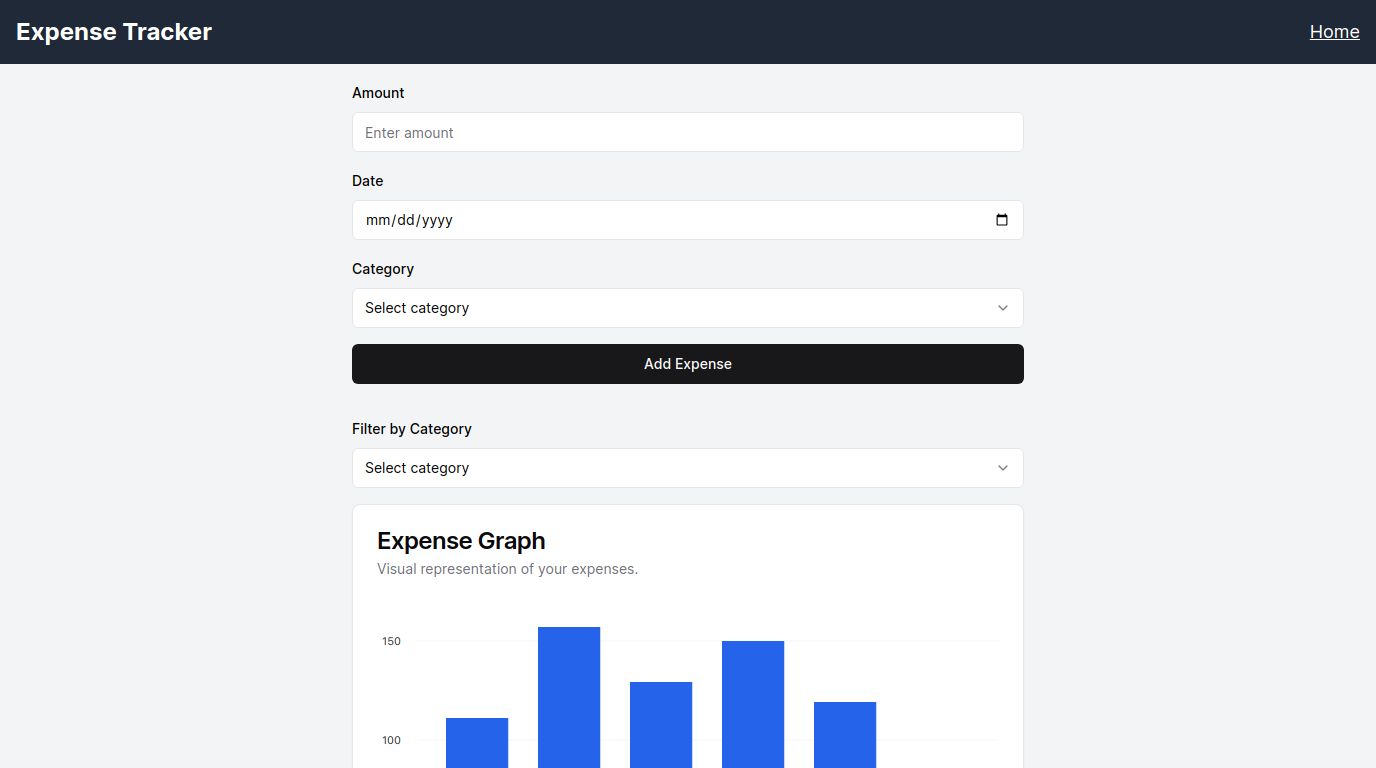 Expense Tracker
Home
Amount
Enter amount
Date
mm/dd/yyyy
Category
Select category
Add Expense
Filter by Category
Select category
Expense Graph
Visual representation of your expenses.
150
100